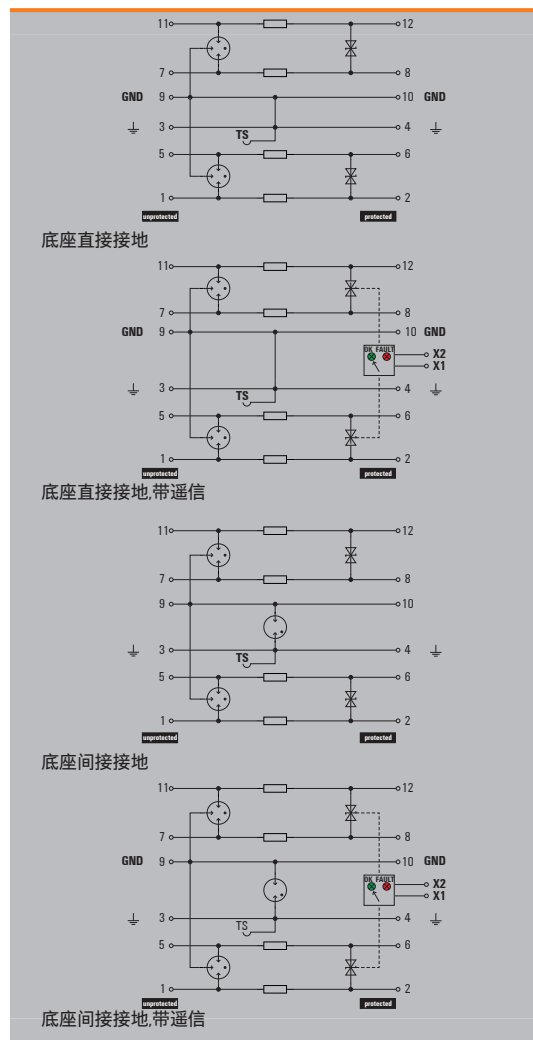 11 12
7 8
GND 9 10 GND
3 4
TS
5 6
1 2
unprotected protected
底座直接接地
11 12
7 8
GND 9 10 GND
OK FAULT
X2
X1
3 4
TS
5 6
1 2
unprotected protected
底座直接接地,带遥信
11 12
7 8
9 10
3 4
TS
5 6
1 2
unprotected protected
底座间接接地
11 12
7 8
GND 9 10 GND
OK FAULT
X2
X1
3 4
TS
5 6
1 2
unprotected protected
底座间接接地,带遥信